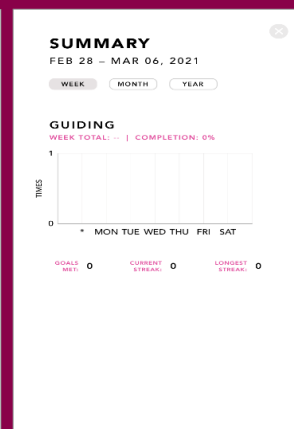 SUMMARY
FEB 28 – MAR 06, 2021
WEEK MONTH YEAR
GUIDING
WEEK TOTAL: -- | COMPLETION: 0%
1
TIMES
0
* MON TUE WED THU FRI SAT
GOALS MET: 0 CURRENT STREAK: 0 LONGEST STREAK: 0